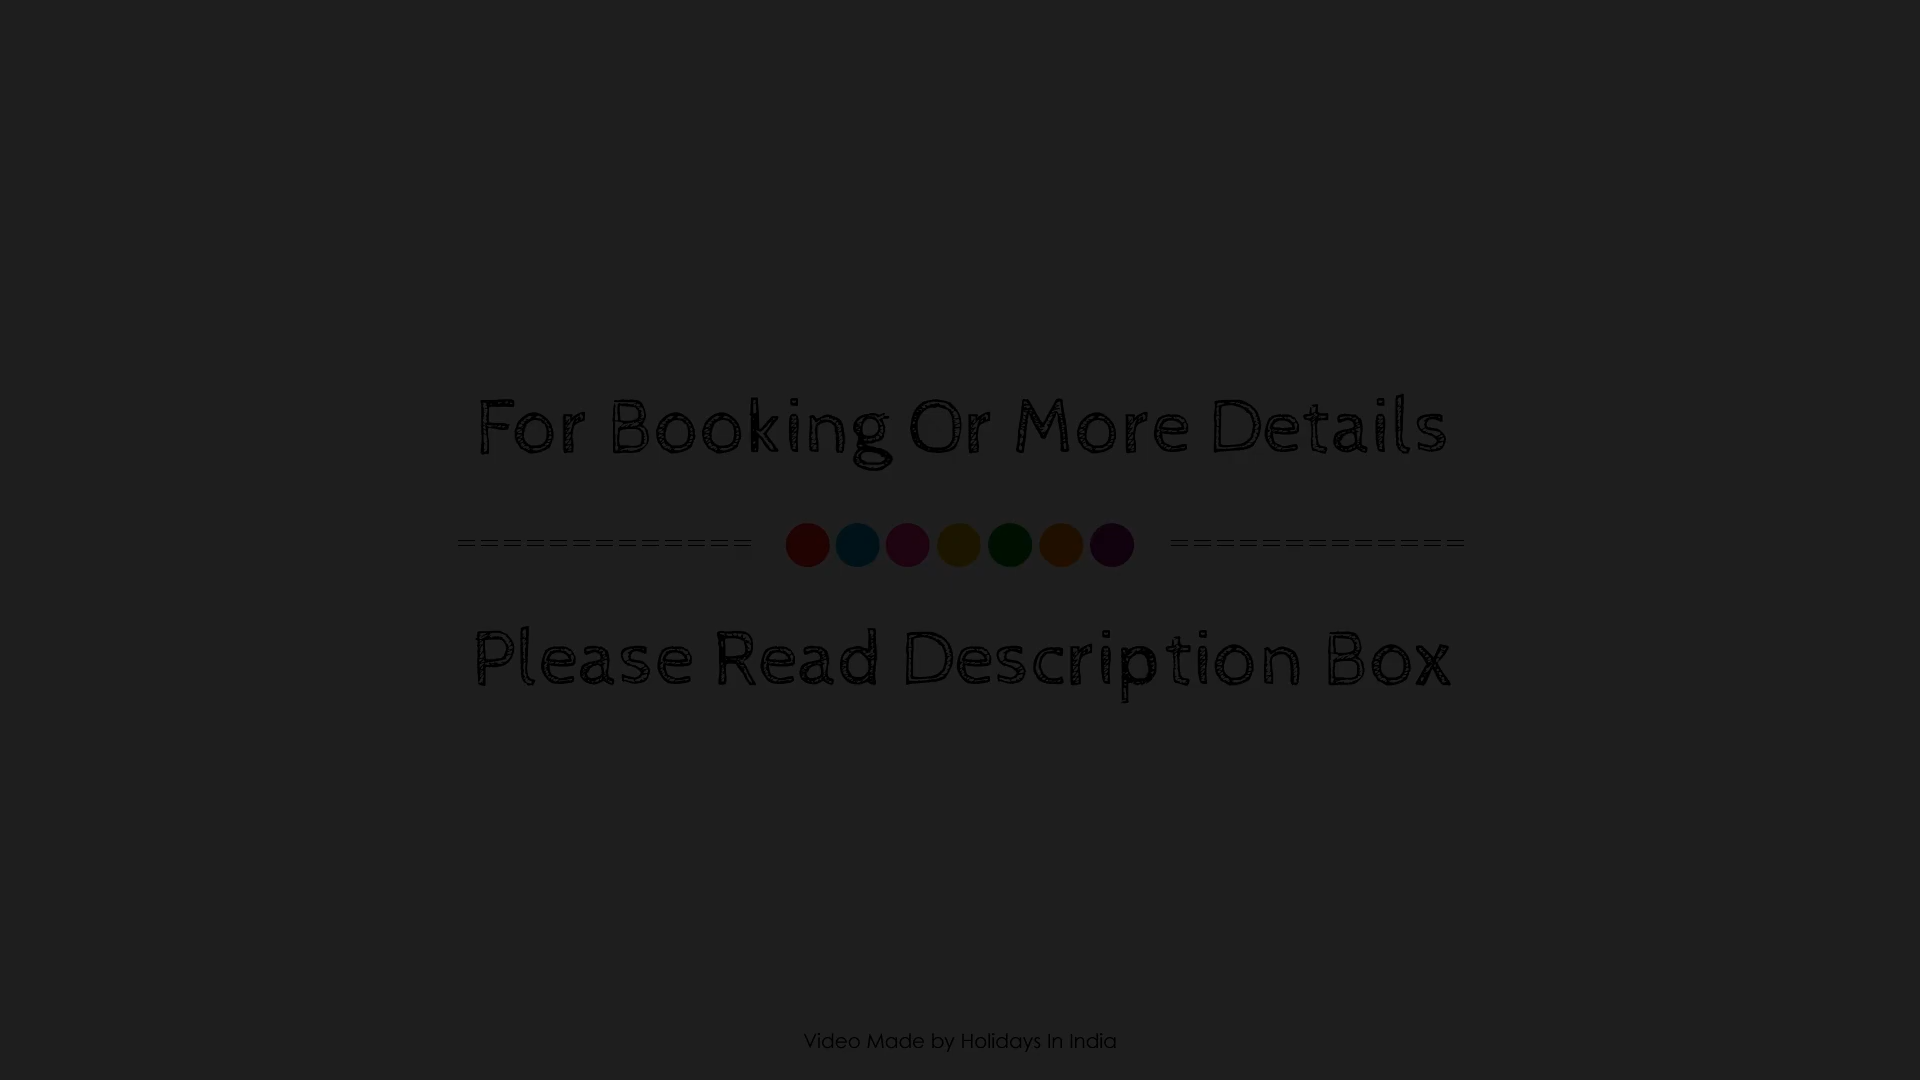 For Booking Or More Details
============= =============
Please Read Description Box
Video Made by Holidays In India